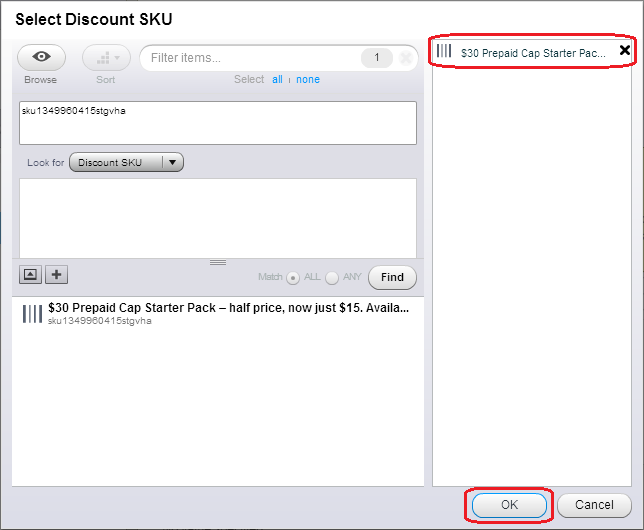 Select Discount SKU
Browse
Sort
Filter items...
1
Select all | none
sku1349960415stgvha
Look for
Discount SKU
Match ALL ANY
Find
$30 Prepaid Cap Starter Pack – half price, now just $15. Availa...
sku1349960415stgvha
$30 Prepaid Cap Starter Pac...
OK
Cancel